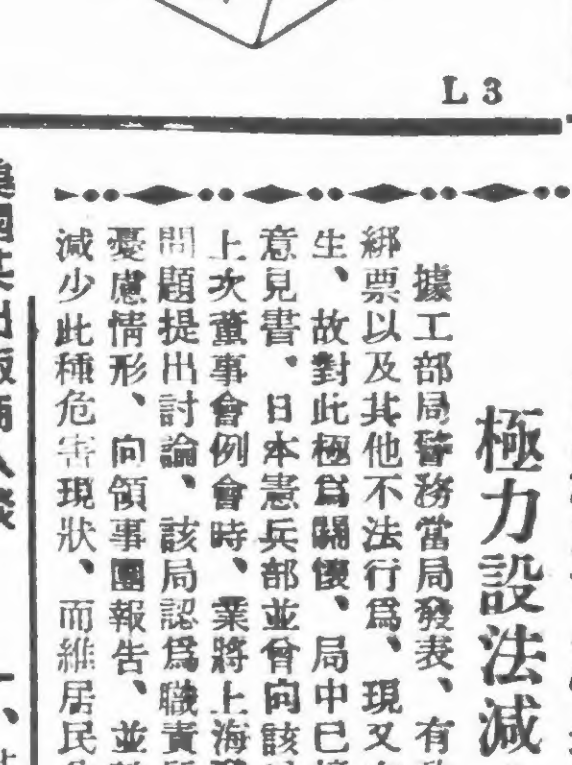 L 3
極力設法減
據工部局警務當局發表、有
綁票以及其他不法行爲、現又
生、故對此極爲關懷、局中已
意見書、日本憲兵部並會向該
上次董事會例會時、業將上海
問題提出討論、該局認爲職責
憂慮情形、向領事團報告、並
減少此種危害現狀、而維居民